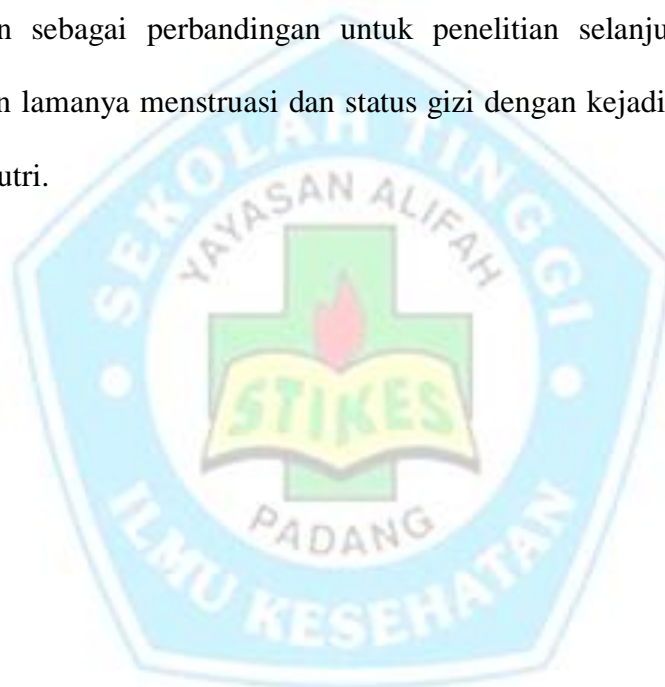 n sebagai perbandingan untuk penelitian selanju
n lamanya menstruasi dan status gizi dengan kejadi
utri.
SEKOLAH TINGGI
YAYASAN ALIFAH
STIKES
PADANG
ILMU KESEHATAN